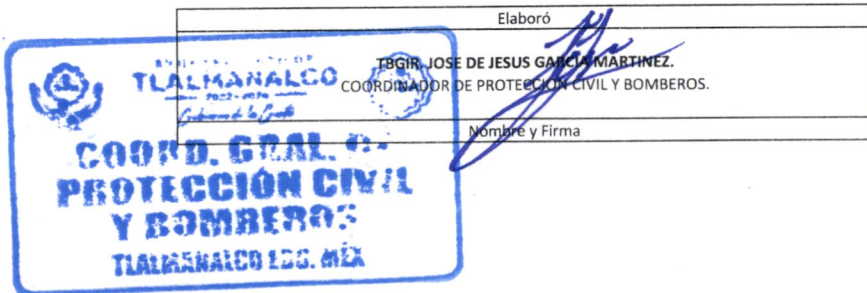 Elaboró
TBGIR. JOSE DE JESUS GARCIA MARTINEZ.
COORDINADOR DE PROTECCION CIVIL Y BOMBEROS.
Nombre y Firma
TLALMANALCO
COORD. GRAL. DE
PROTECCIÓN CIVIL
Y BOMBEROS
TLALMANALCO EDO. MÉX